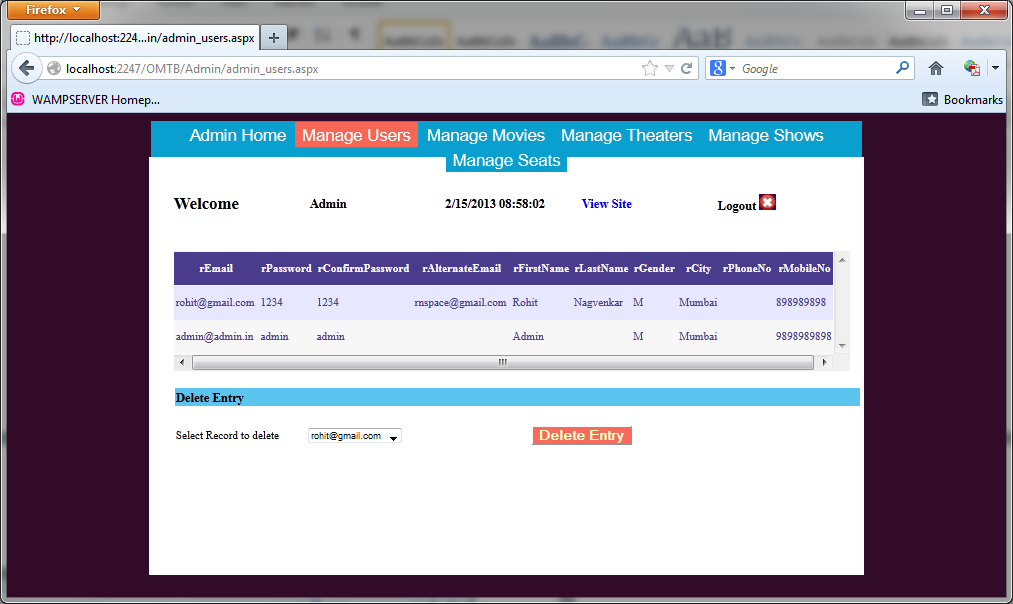 Firefox
http://localhost:224...in/admin_users.aspx
localhost:2247/OMTB/Admin/admin_users.aspx
Google
WAMPSERVER Homep...
Bookmarks
Admin Home Manage Users Manage Movies Manage Theaters Manage Shows
Manage Seats
Welcome Admin 2/15/2013 08:58:02 View Site Logout
rEmail rPassword rConfirmPassword rAlternateEmail rFirstName rLastName rGender rCity rPhoneNo rMobileNo
rohit@gmail.com 1234 1234 rnspace@gmail.com Rohit Nagvenkar M Mumbai 898989898
admin@admin.in admin admin Admin M Mumbai 9898989898
Delete Entry
Select Record to delete rohit@gmail.com Delete Entry